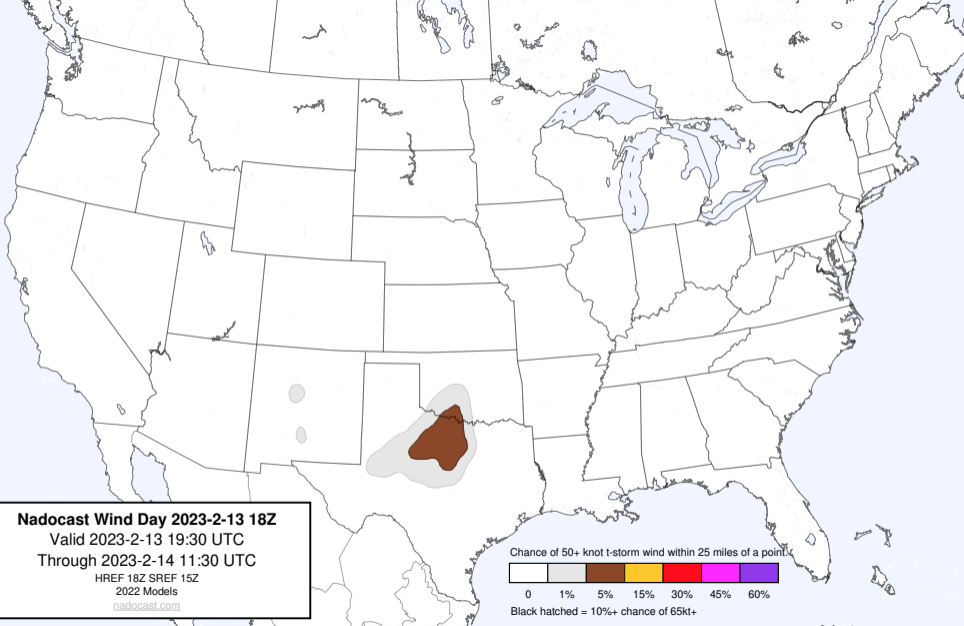 Nadocast Wind Day 2023-2-13 18Z
Valid 2023-2-13 19:30 UTC
Through 2023-2-14 11:30 UTC
HREF 18Z SREF 15Z
2022 Models
nadocast.com
Chance of 50+ knot t-storm wind within 25 miles of a point.
0 1% 5% 15% 30% 45% 60%
Black hatched = 10%+ chance of 65kt+